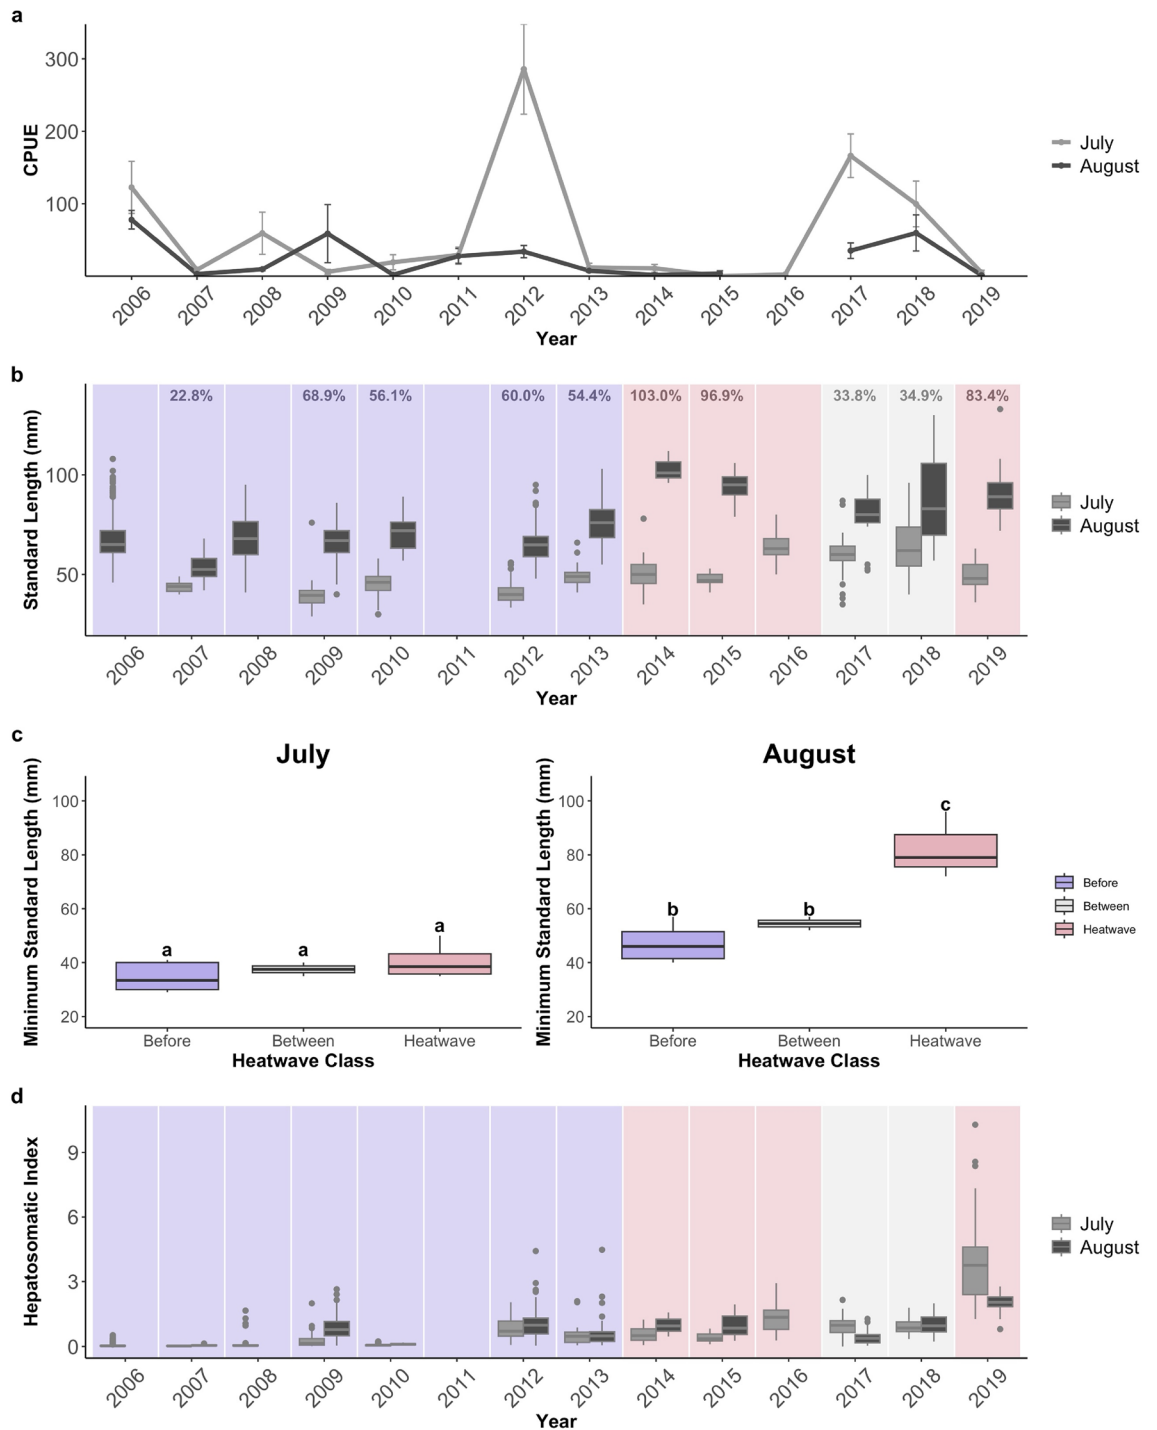 a
300
200
100
CPUE
2006 2007 2008 2009 2010 2011 2012 2013 2014 2015 2016 2017 2018 2019
Year
July
August
b
22.8% 68.9% 56.1% 60.0% 54.4% 103.0% 96.9% 33.8% 34.9% 83.4%
100
50
Standard Length (mm)
2006 2007 2008 2009 2010 2011 2012 2013 2014 2015 2016 2017 2018 2019
Year
July
August
c
July
100
80
60
40
20
Minimum Standard Length (mm)
a a a
Before Between Heatwave
Heatwave Class
August
100
80
60
40
20
Minimum Standard Length (mm)
b b c
Before Between Heatwave
Heatwave Class
Before
Between
Heatwave
d
9
6
3
0
Hepatosomatic Index
2006 2007 2008 2009 2010 2011 2012 2013 2014 2015 2016 2017 2018 2019
Year
July
August